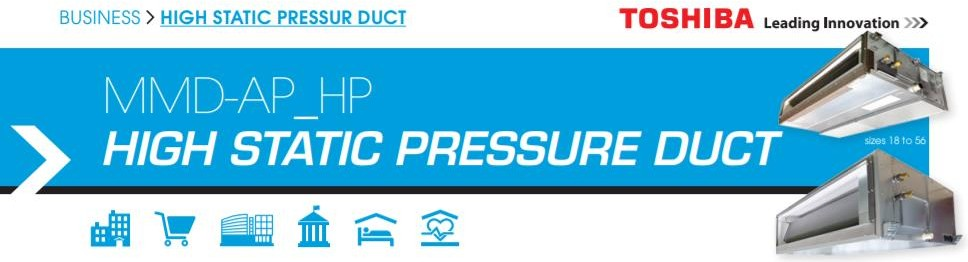 BUSINESS > HIGH STATIC PRESSUR DUCT
TOSHIBA Leading Innovation >>>
MMD-AP_HP
HIGH STATIC PRESSURE DUCT
sizes 18 to 56